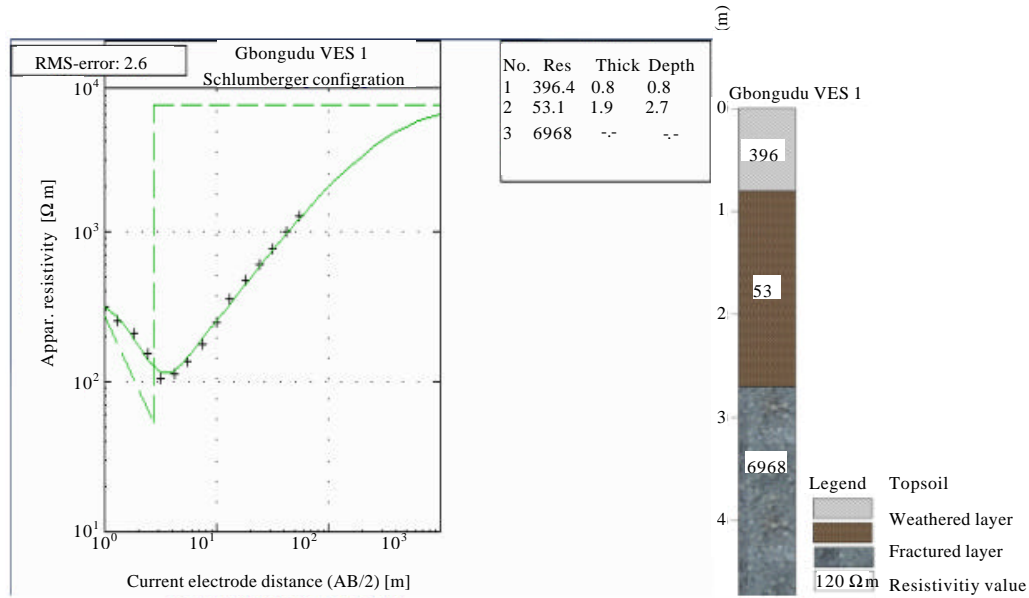 RMS-error: 2.6
Gbongudu VES 1
Schlumberger configration
10^4
10^3
10^2
10^1
Appar. resistivity [Ω m]
10^0 10^1 10^2 10^3
Current electrode distance (AB/2) [m]
No. Res Thick Depth
1 396.4 0.8 0.8
2 53.1 1.9 2.7
3 6968 -.- -.-
(m)
Gbongudu VES 1
0
1
2
3
4
396
53
6968
Legend Topsoil
Weathered layer
Fractured layer
120 Ω m Resistivitiy value